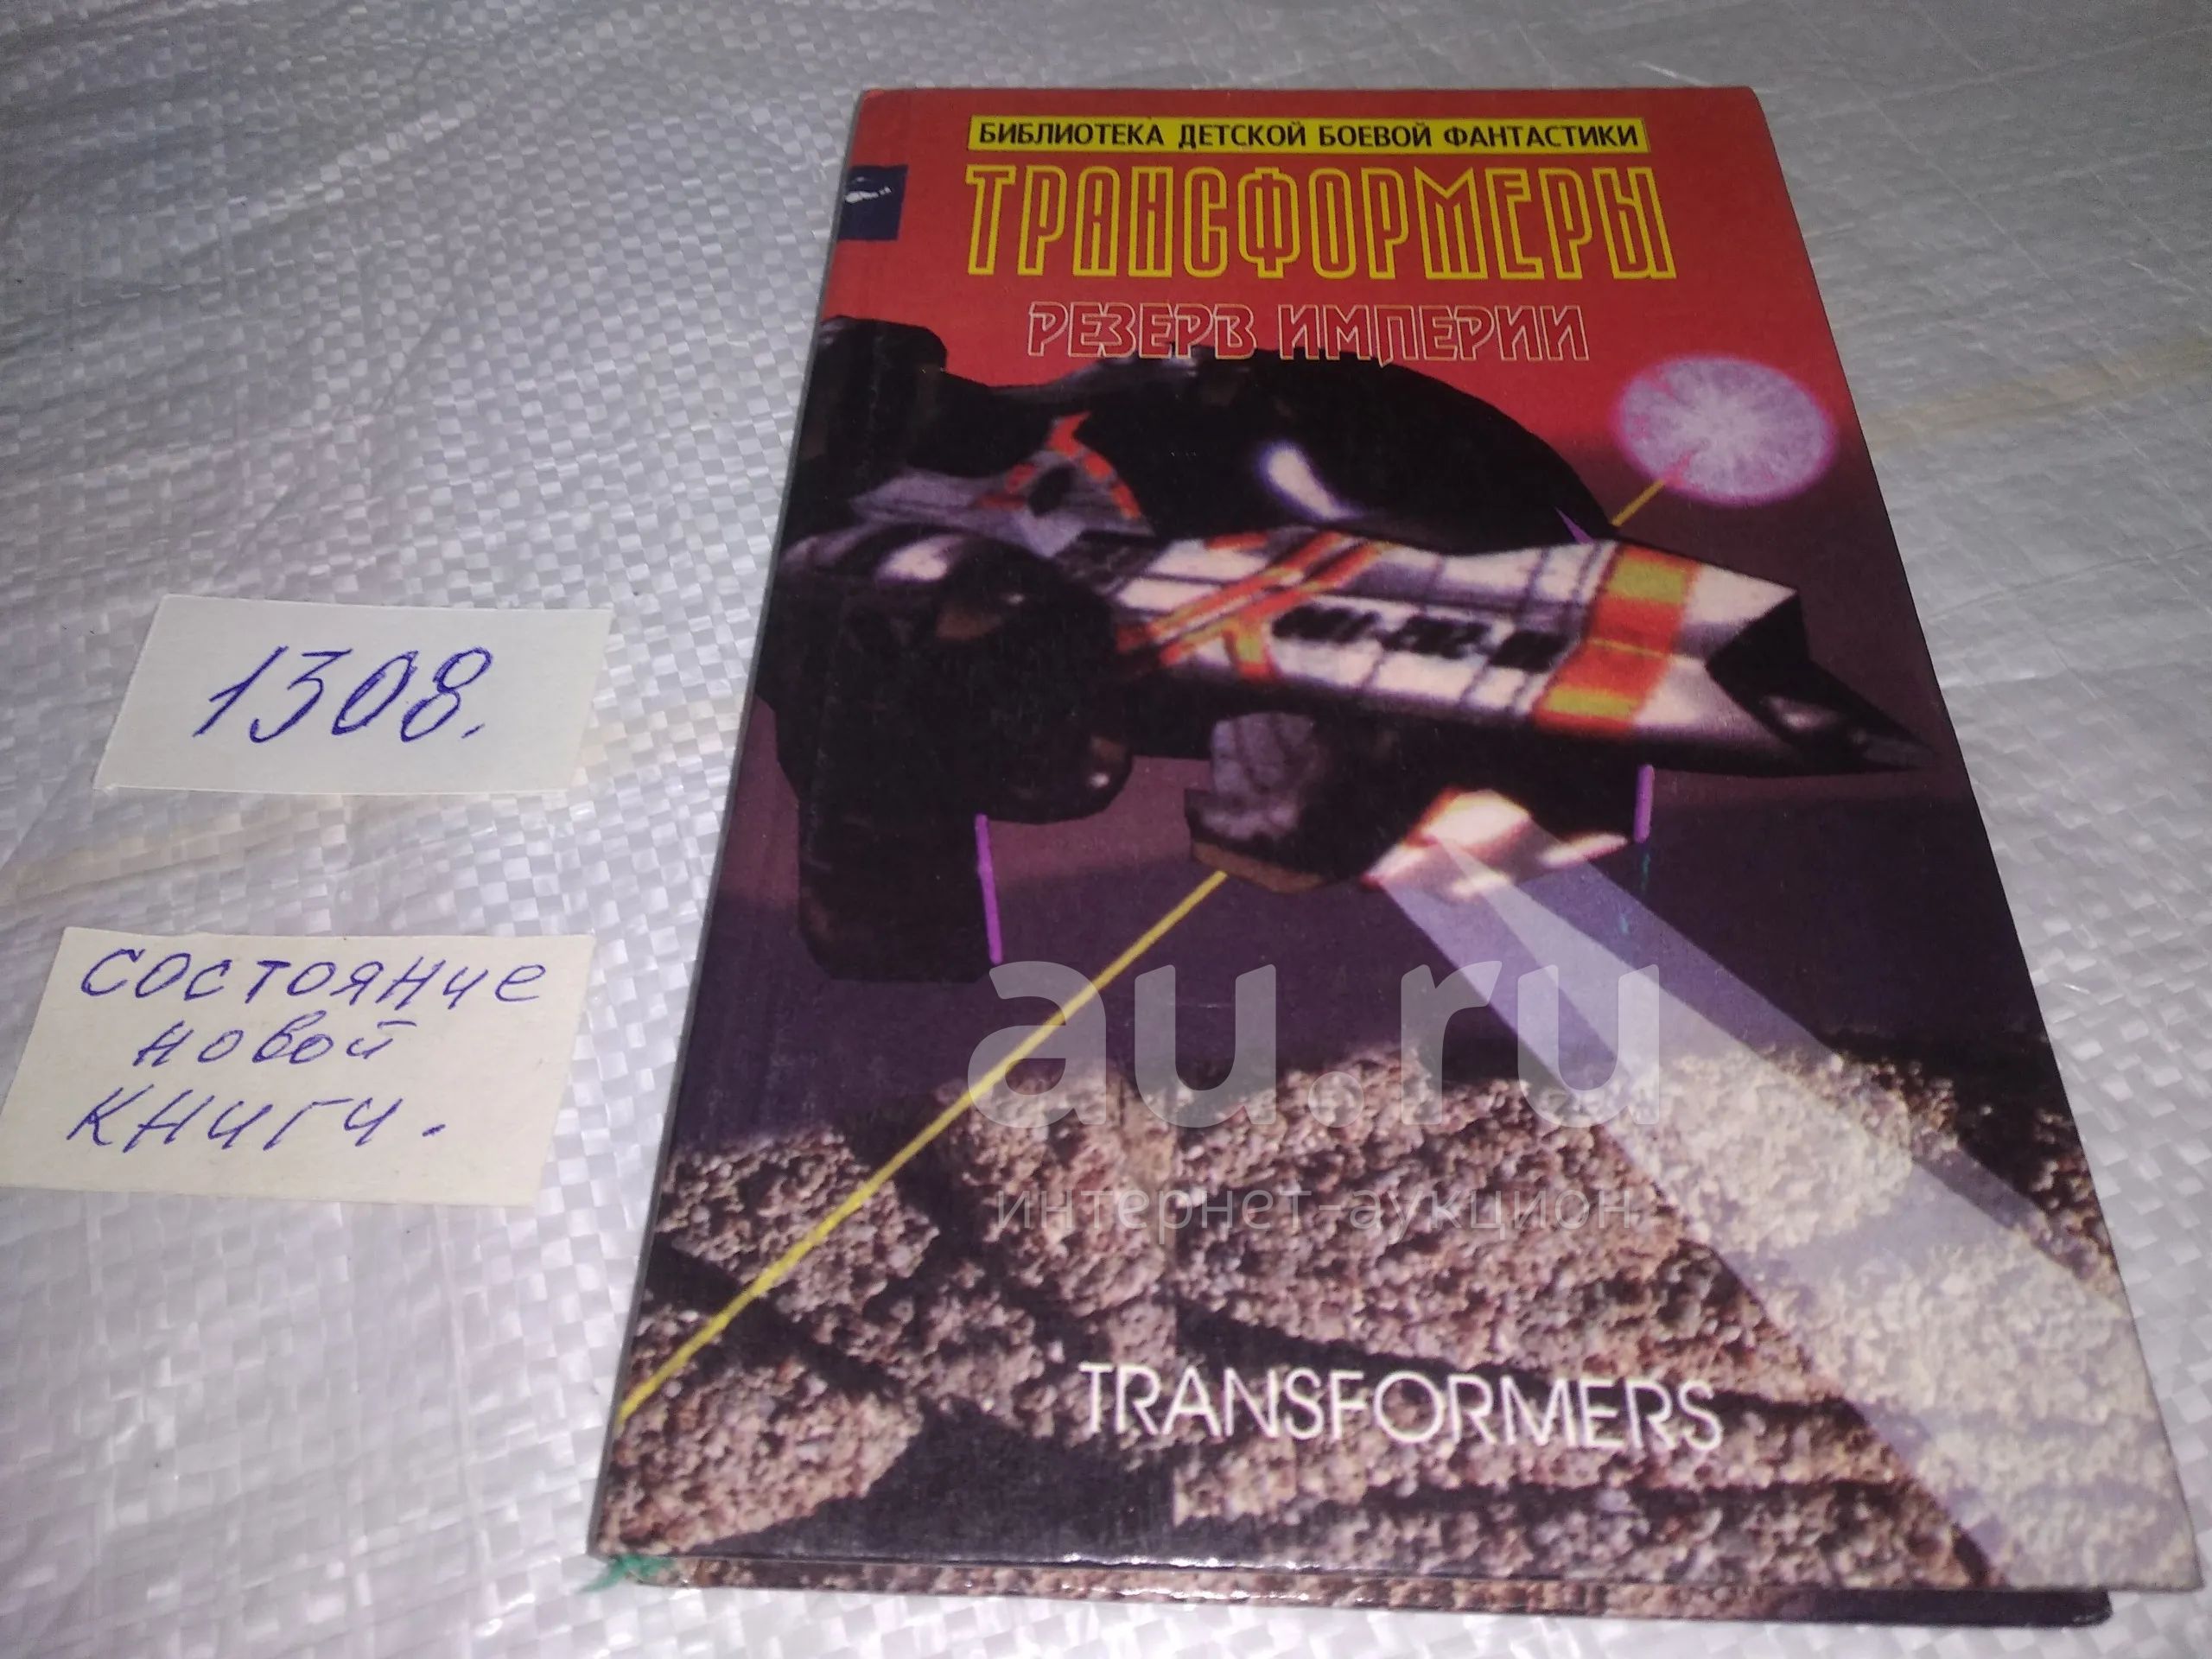 БИБЛИОТЕКА ДЕТСКОЙ БОЕВОЙ ФАНТАСТИКИ
ТРАНСФОРМЕРЫ
РЕЗЕРВ ИМПЕРИИ
1308.
состояние
новой
книги.
au.ru
интернет-аукцион
TRANSFORMERS